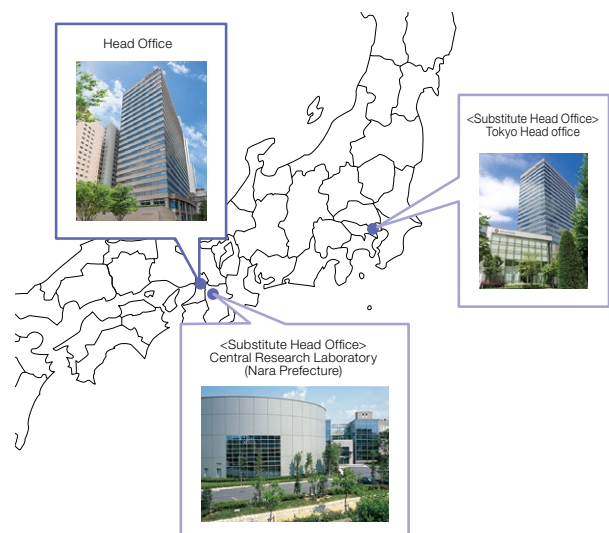 Head Office
<Substitute Head Office>
Tokyo Head office
<Substitute Head Office>
Central Research Laboratory
(Nara Prefecture)